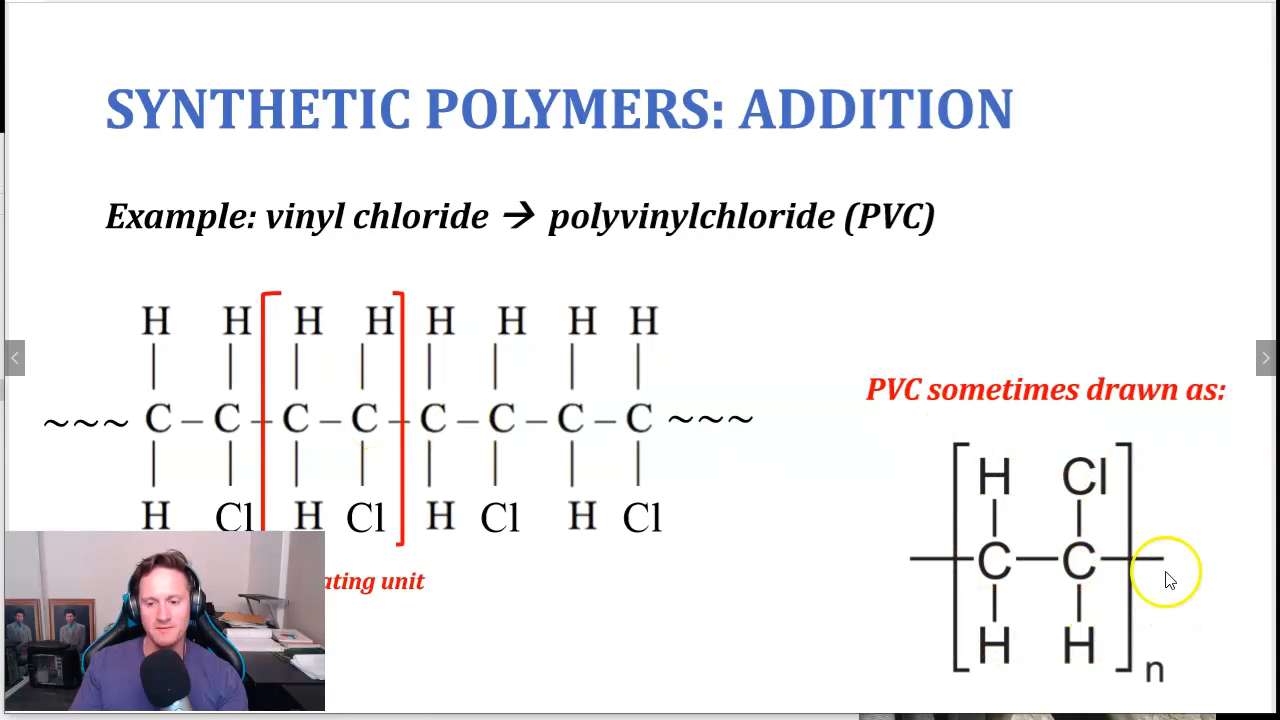 SYNTHETIC POLYMERS: ADDITION
Example: vinyl chloride → polyvinylchloride (PVC)
H H H H H H H H
~~~ C – C – C – C – C – C – C – C ~~~
H Cl H Cl H Cl H Cl
ating unit
PVC sometimes drawn as:
H Cl
C C
H H
n